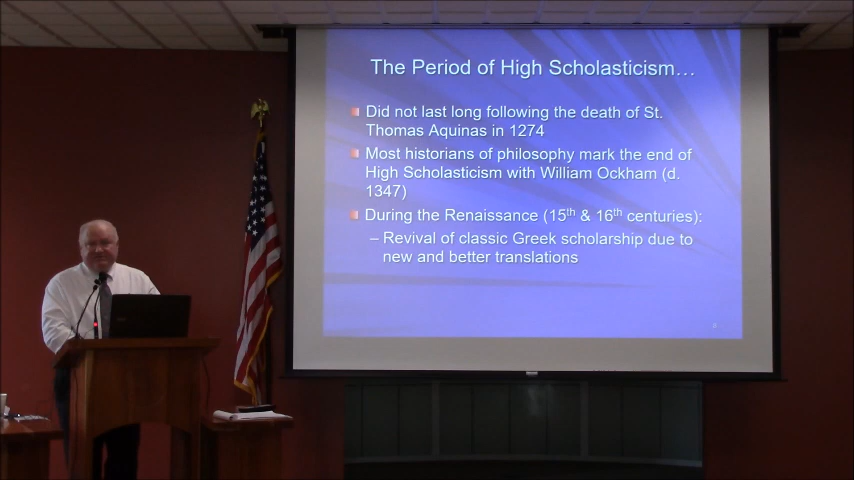 The Period of High Scholasticism…
Did not last long following the death of St.
Thomas Aquinas in 1274
Most historians of philosophy mark the end of
High Scholasticism with William Ockham (d.
1347)
During the Renaissance (15th & 16th centuries):
– Revival of classic Greek scholarship due to
new and better translations